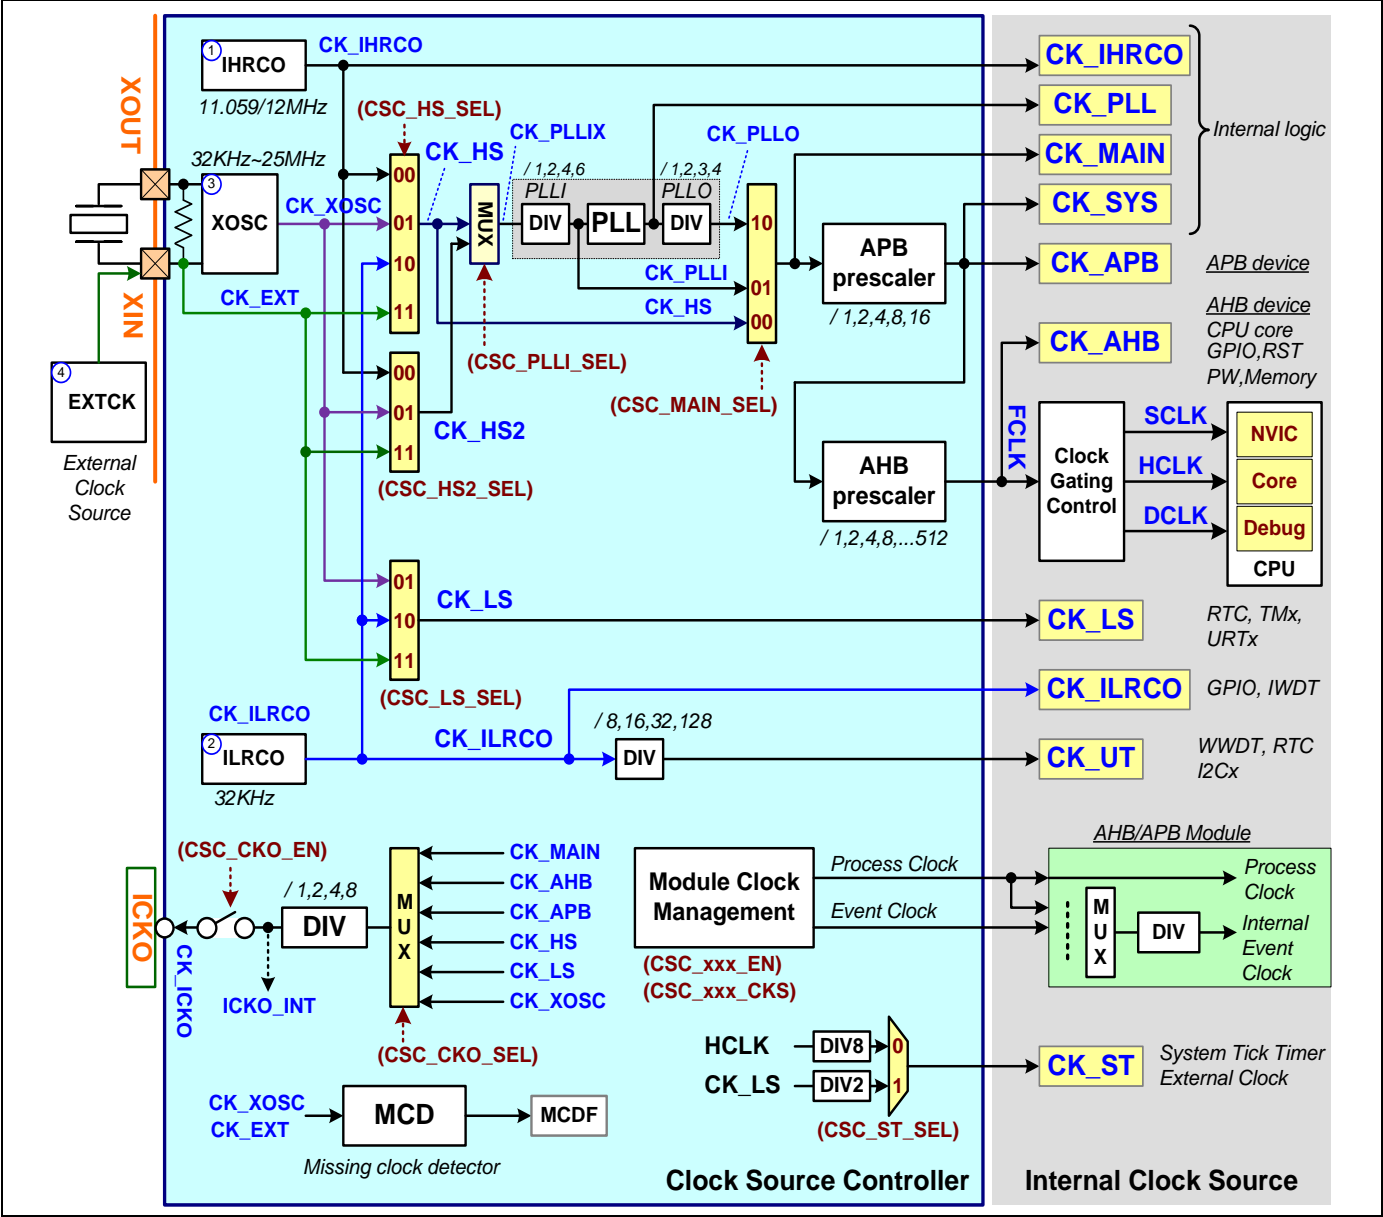 1
IHRCO
11.059/12MHz
CK_IHRCO
XOUT
XIN
32KHz~25MHz
3
XOSC
CK_XOSC
CK_EXT
4
EXTCK
External
Clock
Source
(CSC_HS_SEL)
00
01
10
11
CK_HS
CK_PLLIX
MUX
(CSC_PLLI_SEL)
/ 1,2,4,6
PLLI
DIV
PLL
/ 1,2,3,4
PLLO
DIV
CK_PLLO
CK_PLLI
CK_HS
10
01
00
(CSC_MAIN_SEL)
00
01
11
CK_HS2
(CSC_HS2_SEL)
APB
prescaler
/ 1,2,4,8,16
AHB
prescaler
/ 1,2,4,8,...512
CK_IHRCO
CK_PLL
CK_MAIN
CK_SYS
Internal logic
CK_APB
APB device
CK_AHB
AHB device
CPU core
GPIO,RST
PW,Memory
FCLK
Clock
Gating
Control
SCLK
HCLK
DCLK
NVIC
Core
Debug
CPU
01
10
11
CK_LS
(CSC_LS_SEL)
CK_LS
RTC, TMx,
URTx
CK_ILRCO
2
ILRCO
32KHz
CK_ILRCO
/ 8,16,32,128
DIV
CK_ILRCO
GPIO, IWDT
CK_UT
WWDT, RTC
I2Cx
ICKO
CK_ICKO
(CSC_CKO_EN)
/ 1,2,4,8
DIV
ICKO_INT
MUX
CK_MAIN
CK_AHB
CK_APB
CK_HS
CK_LS
CK_XOSC
(CSC_CKO_SEL)
Module Clock
Management
(CSC_xxx_EN)
(CSC_xxx_CKS)
Process Clock
Event Clock
AHB/APB Module
MUX
DIV
Process
Clock
Internal
Event
Clock
HCLK
DIV8
0
CK_LS
DIV2
1
(CSC_ST_SEL)
CK_ST
System Tick Timer
External Clock
CK_XOSC
CK_EXT
MCD
MCDF
Missing clock detector
Clock Source Controller
Internal Clock Source